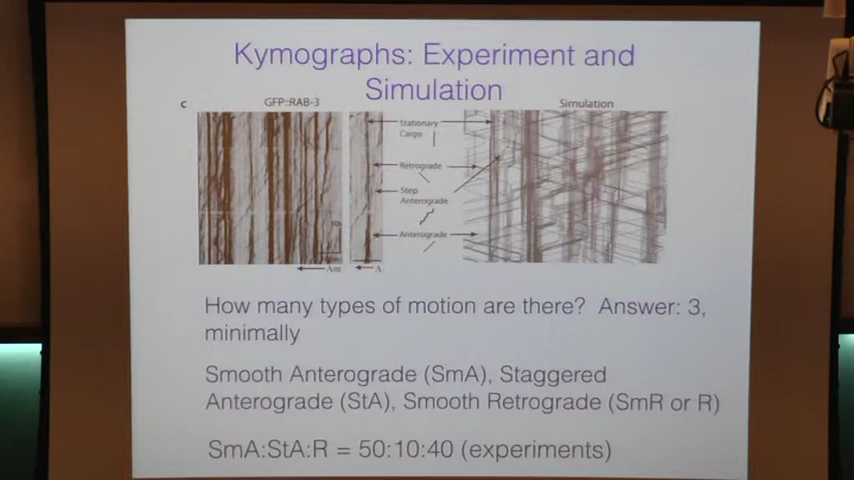 Kymographs: Experiment and
Simulation
c
GFP::RAB-3
Simulation
Stationary
Cargo
Retrograde
Step
Anterograde
Anterograde
A
How many types of motion are there? Answer: 3,
minimally
Smooth Anterograde (SmA), Staggered
Anterograde (StA), Smooth Retrograde (SmR or R)
SmA:StA:R = 50:10:40 (experiments)